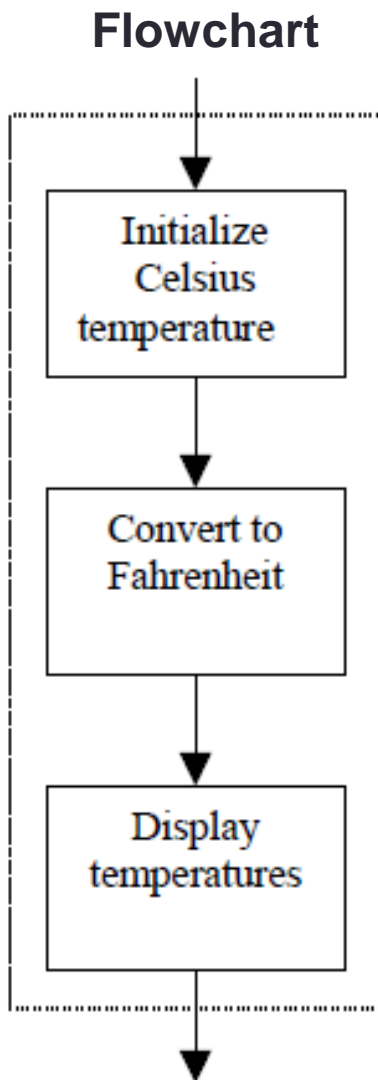 Flowchart
Initialize
Celsius
temperature
Convert to
Fahrenheit
Display
temperatures